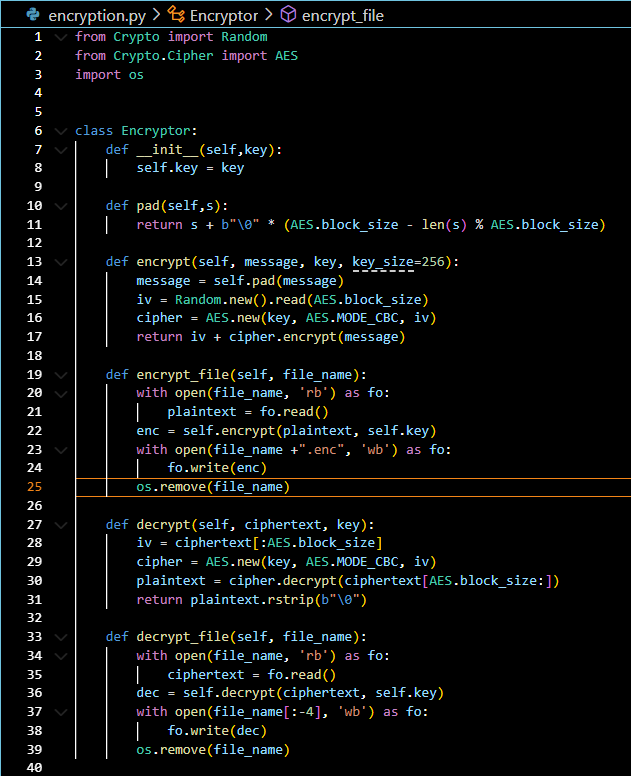 encryption.py > Encryptor > encrypt_file
1 from Crypto import Random
2 from Crypto.Cipher import AES
3 import os
4
5
6 class Encryptor:
7     def __init__(self,key):
8         self.key = key
9
10     def pad(self,s):
11         return s + b"\0" * (AES.block_size - len(s) % AES.block_size)
12
13     def encrypt(self, message, key, key_size=256):
14         message = self.pad(message)
15         iv = Random.new().read(AES.block_size)
16         cipher = AES.new(key, AES.MODE_CBC, iv)
17         return iv + cipher.encrypt(message)
18
19     def encrypt_file(self, file_name):
20         with open(file_name, 'rb') as fo:
21             plaintext = fo.read()
22         enc = self.encrypt(plaintext, self.key)
23         with open(file_name +".enc", 'wb') as fo:
24             fo.write(enc)
25         os.remove(file_name)
26
27     def decrypt(self, ciphertext, key):
28         iv = ciphertext[:AES.block_size]
29         cipher = AES.new(key, AES.MODE_CBC, iv)
30         plaintext = cipher.decrypt(ciphertext[AES.block_size:])
31         return plaintext.rstrip(b"\0")
32
33     def decrypt_file(self, file_name):
34         with open(file_name, 'rb') as fo:
35             ciphertext = fo.read()
36         dec = self.decrypt(ciphertext, self.key)
37         with open(file_name[:-4], 'wb') as fo:
38             fo.write(dec)
39         os.remove(file_name)
40